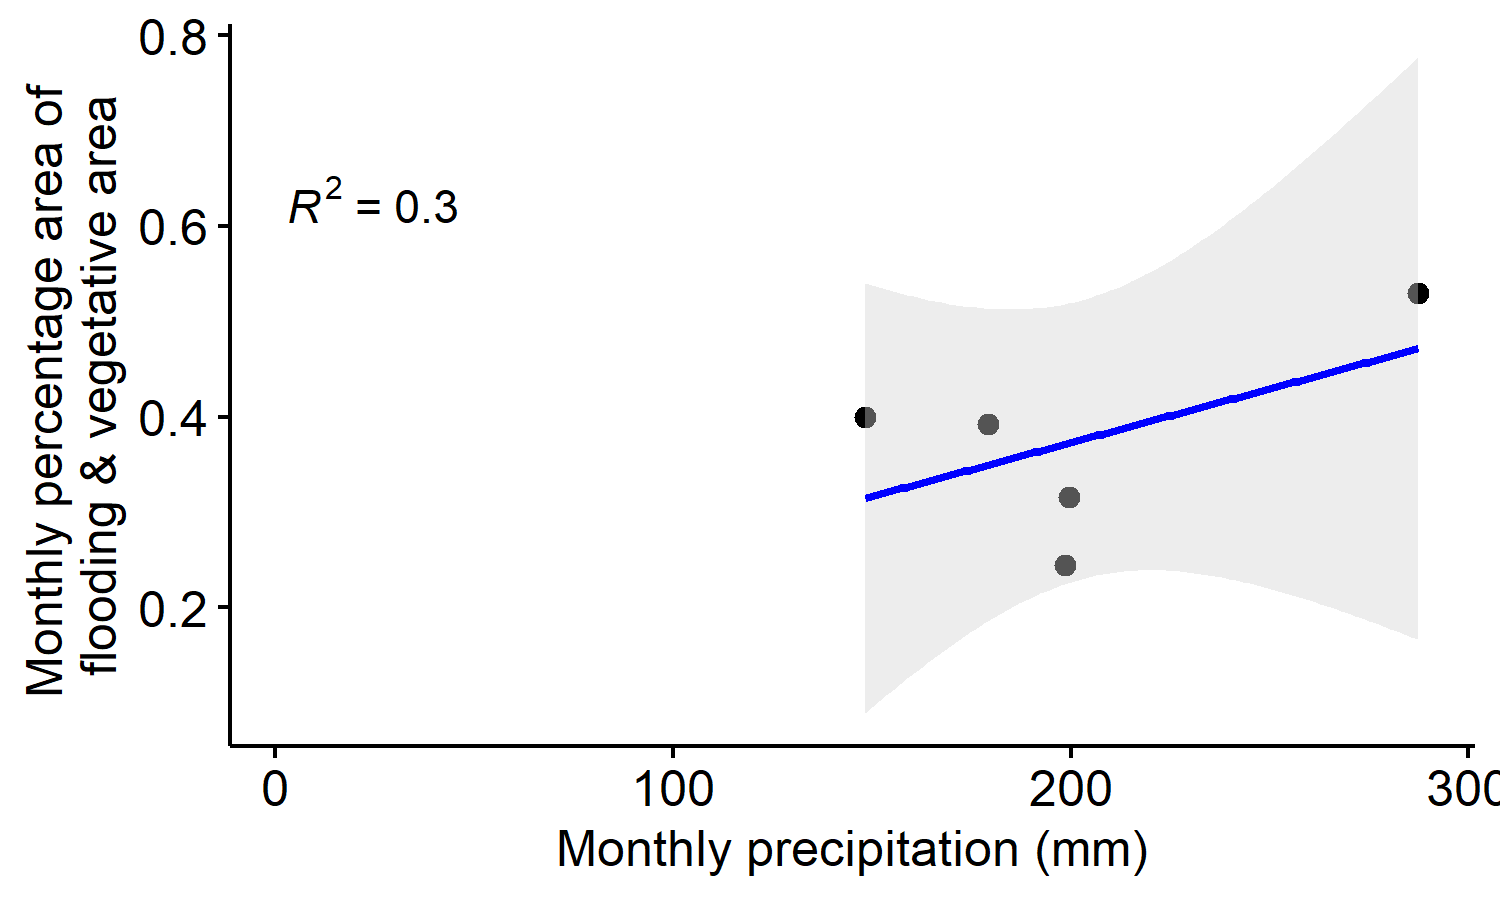 Monthly percentage area of
flooding & vegetative area
0.8
0.6
0.4
0.2
R² = 0.3
0 100 200 300
Monthly precipitation (mm)